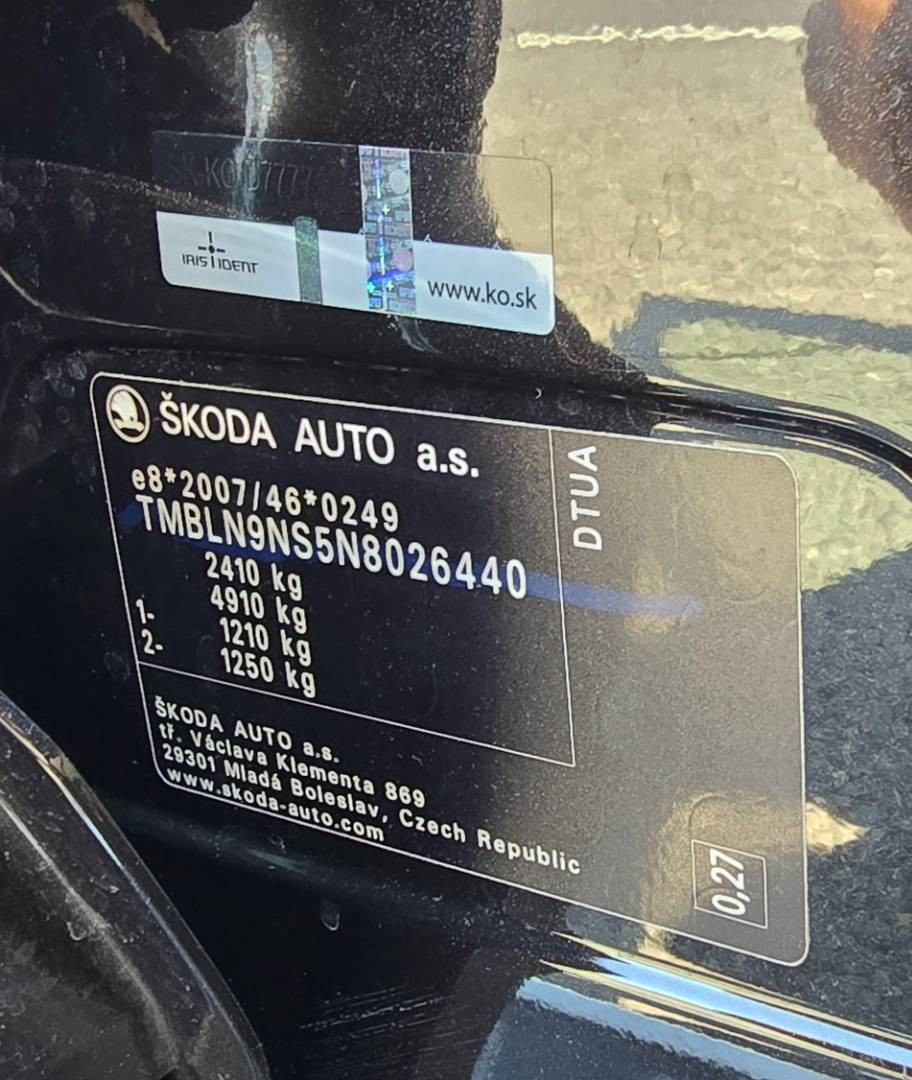 IRIS IDENT
www.ko.sk
ŠKODA AUTO a.s.
DTUA
e8*2007/46*0249
TMBLN9NS5N8026440
2410 kg
4910 kg
1- 1210 kg
2- 1250 kg
ŠKODA AUTO a.s.
tř. Václava Klementa 869
29301 Mladá Boleslav, Czech Republic
www.skoda-auto.com
0,27